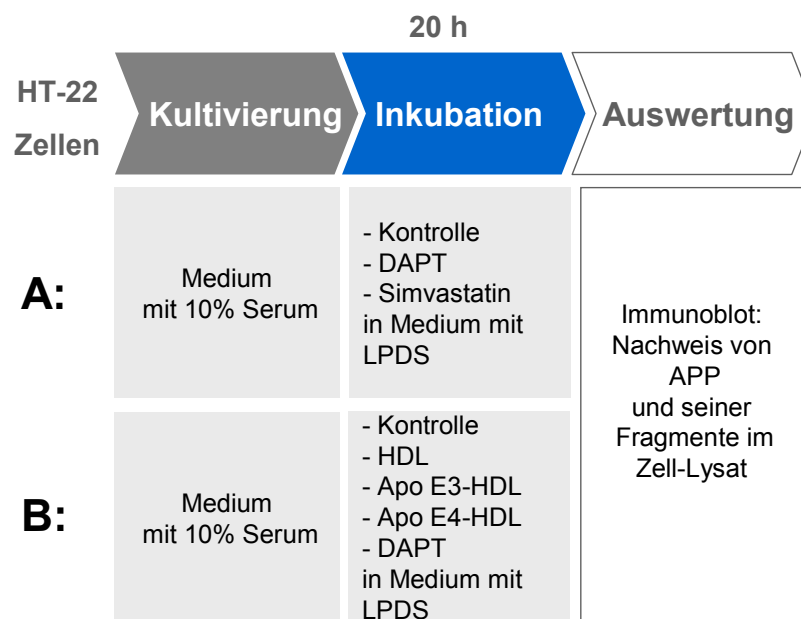 20 h
HT-22
Zellen
Kultivierung
Inkubation
Auswertung
A:
Medium
mit 10% Serum
- Kontrolle
- DAPT
- Simvastatin
in Medium mit
LPDS
Immunoblot:
Nachweis von
APP
und seiner
Fragmente im
Zell-Lysat
B:
Medium
mit 10% Serum
- Kontrolle
- HDL
- Apo E3-HDL
- Apo E4-HDL
- DAPT
in Medium mit
LPDS